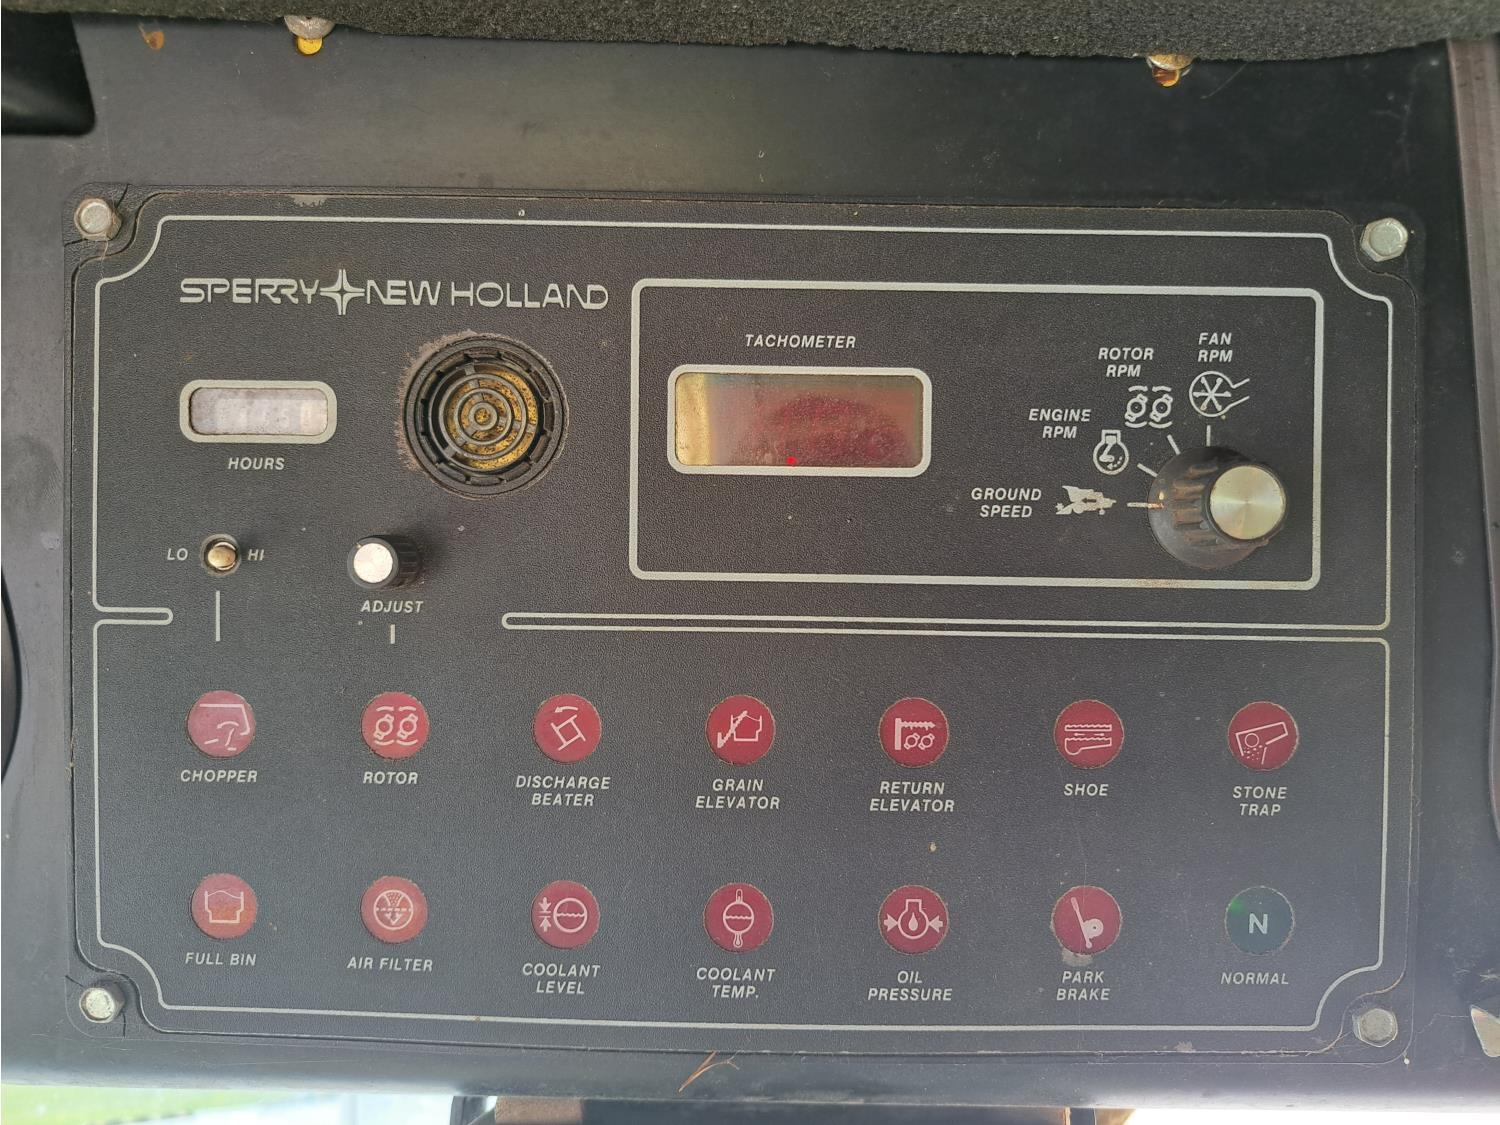 SPERRY NEW HOLLAND
TACHOMETER
FAN
RPM
ROTOR
RPM
ENGINE
RPM
GROUND
SPEED
HOURS
LO HI
ADJUST
CHOPPER
ROTOR
DISCHARGE
BEATER
GRAIN
ELEVATOR
RETURN
ELEVATOR
SHOE
STONE
TRAP
FULL BIN
AIR FILTER
COOLANT
LEVEL
COOLANT
TEMP.
OIL
PRESSURE
PARK
BRAKE
N
NORMAL